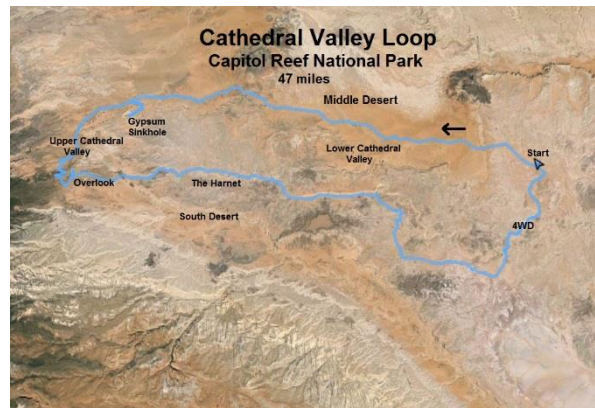 Cathedral Valley Loop
Capitol Reef National Park
47 miles
Middle Desert
Gypsum
Sinkhole
Upper Cathedral
Valley
Lower Cathedral
Valley
Start
Overlook
The Harnet
South Desert
4WD